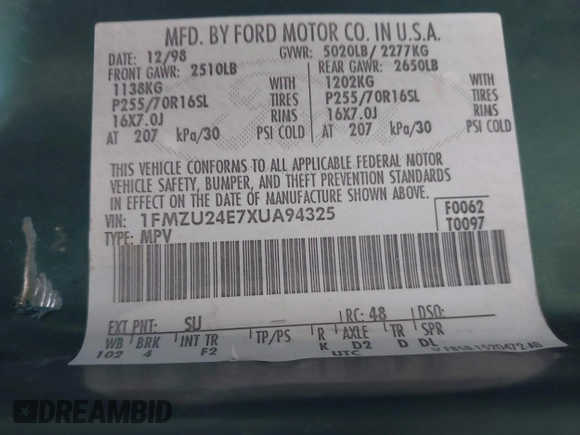 MFD. BY FORD MOTOR CO. IN U.S.A.
DATE: 12/98 GVWR: 5020LB/ 2277KG
FRONT GAWR: 2510LB REAR GAWR: 2650LB
1138KG WITH 1202KG WITH
P255/70R16SL TIRES P255/70R16SL TIRES
16X7.0J RIMS 16X7.0J RIMS
AT 207 kPa/30 PSI COLD AT 207 kPa/30 PSI COLD
THIS VEHICLE CONFORMS TO ALL APPLICABLE FEDERAL MOTOR
VEHICLE SAFETY, BUMPER, AND THEFT PREVENTION STANDARDS
IN EFFECT ON THE DATE OF MANUFACTURE SHOWN ABOVE.
VIN: 1FMZU24E7XUA94325 F0062
TYPE: MPV T0097
EXT PNT: SU RC: 48 DSO:
WB BRK INT TR TP/PS R AXLE TR SPR
102 4 F2 K D2 D DL
UTC
DREAMBID